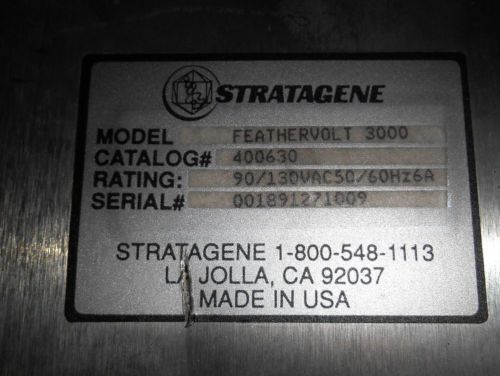 STRATAGENE
MODEL FEATHERVOLT 3000
CATALOG# 400630
RATING: 90/130VAC50/60Hz6A
SERIAL# 001891271009
STRATAGENE 1-800-548-1113
LA JOLLA, CA 92037
MADE IN USA